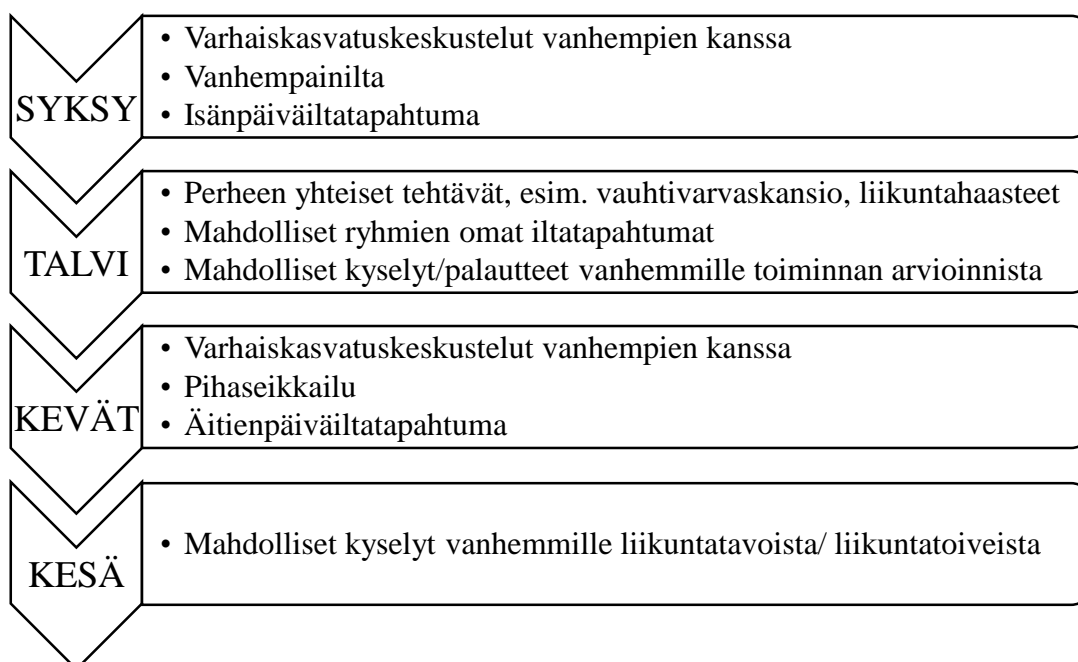 SYKSY
• Varhaiskasvatuskeskustelut vanhempien kanssa
• Vanhempainilta
• Isänpäiväiltatapahtuma
TALVI
• Perheen yhteiset tehtävät, esim. vauhtivarvaskansio, liikuntahaasteet
• Mahdolliset ryhmien omat iltatapahtumat
• Mahdolliset kyselyt/palautteet vanhemmille toiminnan arvioinnista
KEVÄT
• Varhaiskasvatuskeskustelut vanhempien kanssa
• Pihaseikkailu
• Äitienpäiväiltatapahtuma
KESÄ
• Mahdolliset kyselyt vanhemmille liikuntatavoista/ liikuntatoiveista